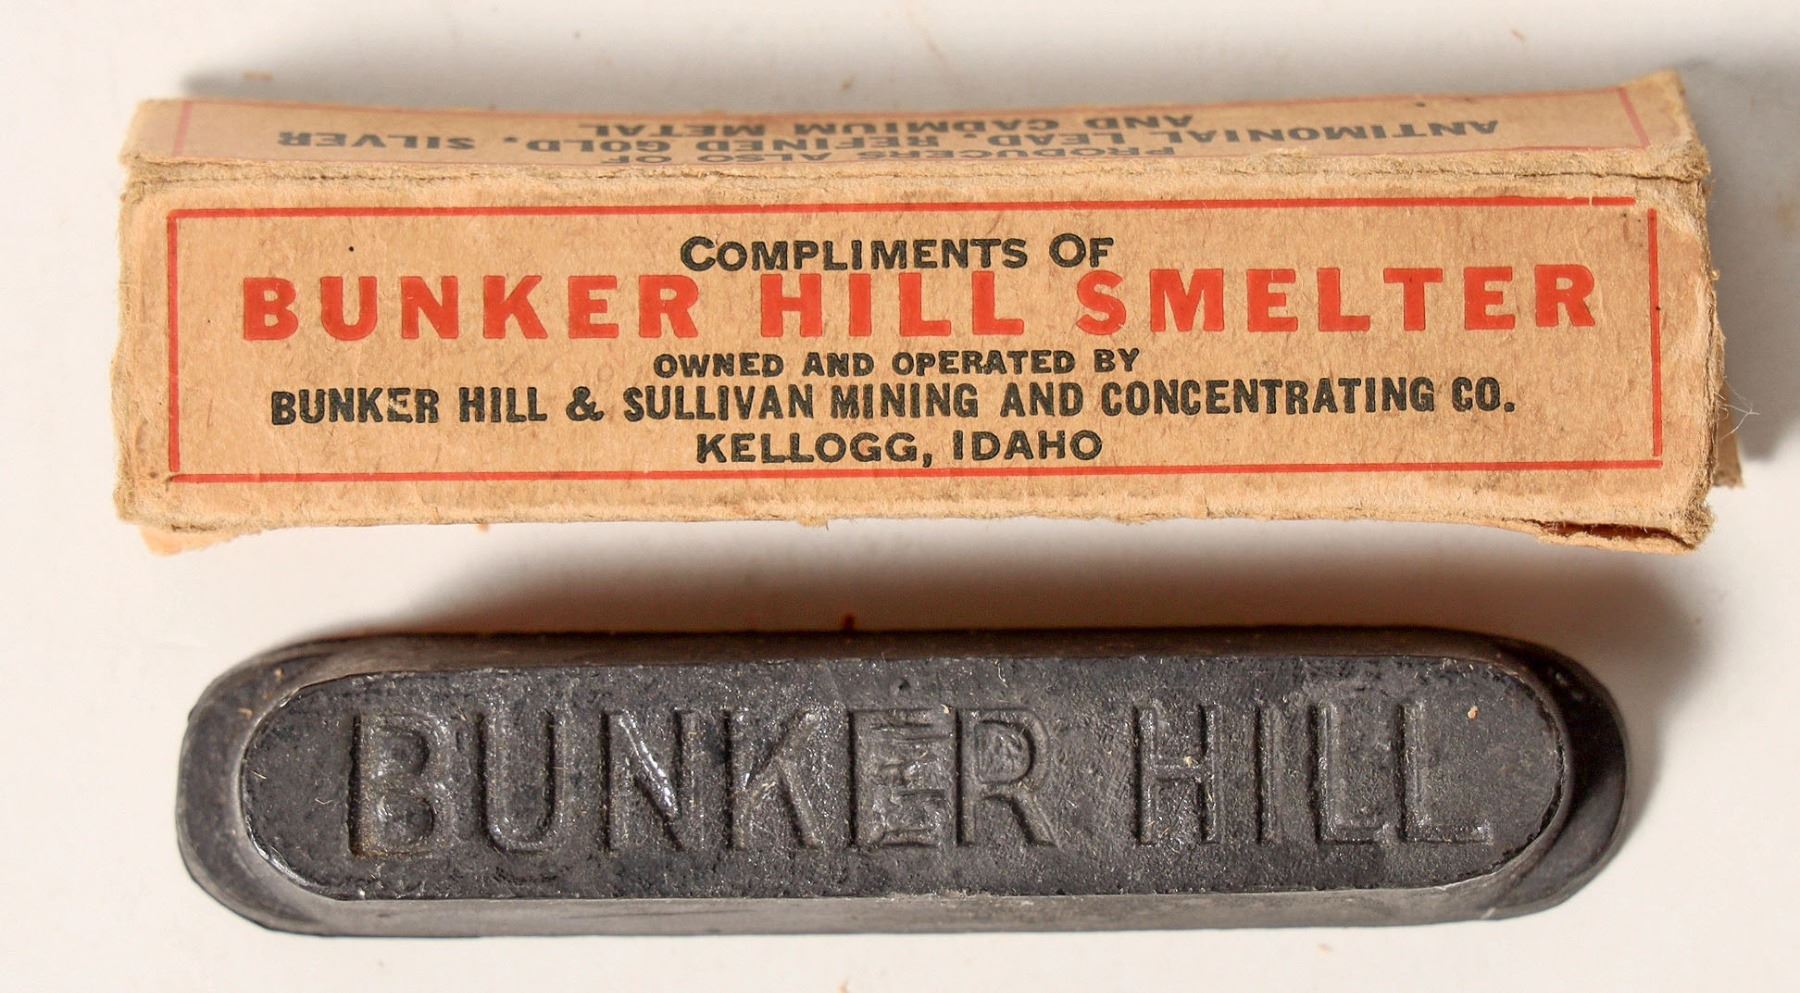 PRODUCERS ALSO OF
ANTIMONIAL LEAD, REFINED GOLD, SILVER
AND CADMIUM METAL
COMPLIMENTS OF
BUNKER HILL SMELTER
OWNED AND OPERATED BY
BUNKER HILL & SULLIVAN MINING AND CONCENTRATING CO.
KELLOGG, IDAHO
BUNKER HILL